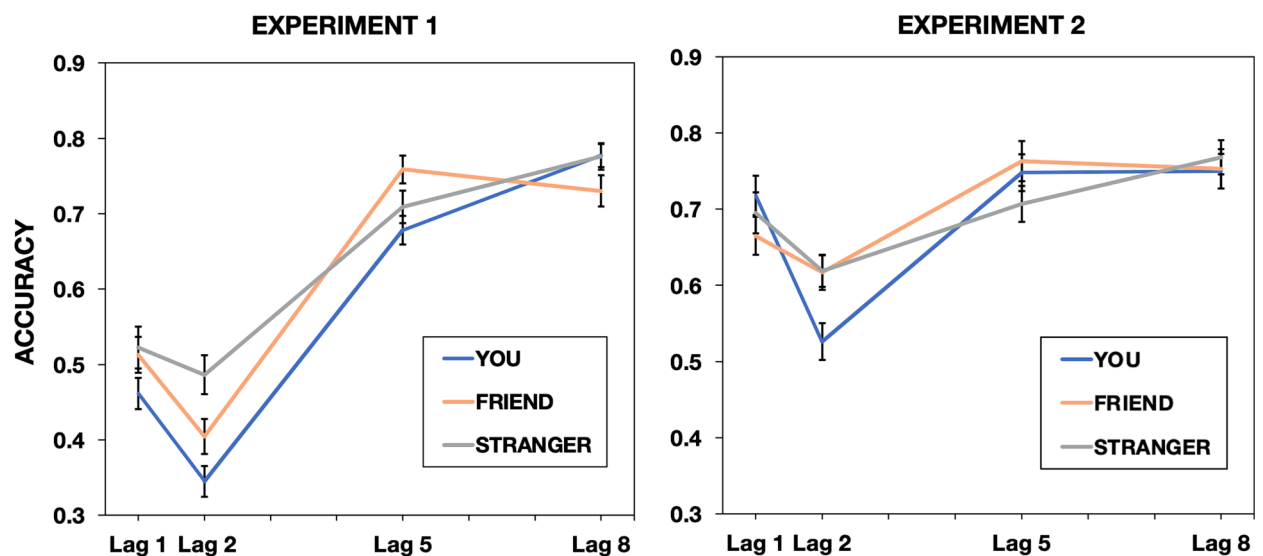 EXPERIMENT 1
ACCURACY
0.9
0.8
0.7
0.6
0.5
0.4
0.3
Lag 1 Lag 2 Lag 5 Lag 8
YOU
FRIEND
STRANGER
EXPERIMENT 2
0.9
0.8
0.7
0.6
0.5
0.4
0.3
Lag 1 Lag 2 Lag 5 Lag 8
YOU
FRIEND
STRANGER